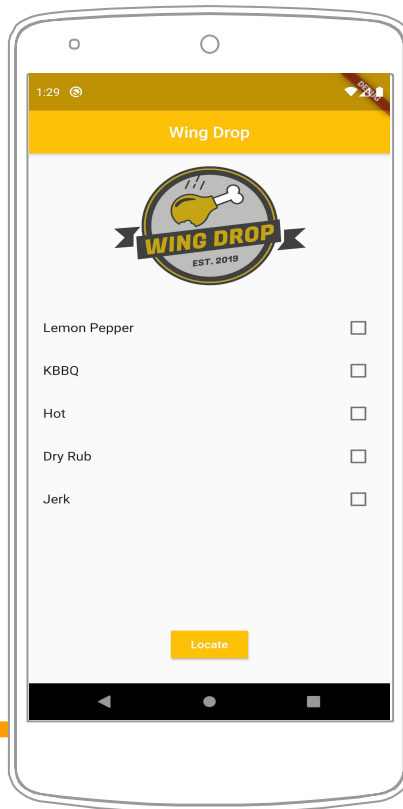 1:29
DEBUG
Wing Drop
WING DROP
EST. 2019
Lemon Pepper
KBBQ
Hot
Dry Rub
Jerk
Locate